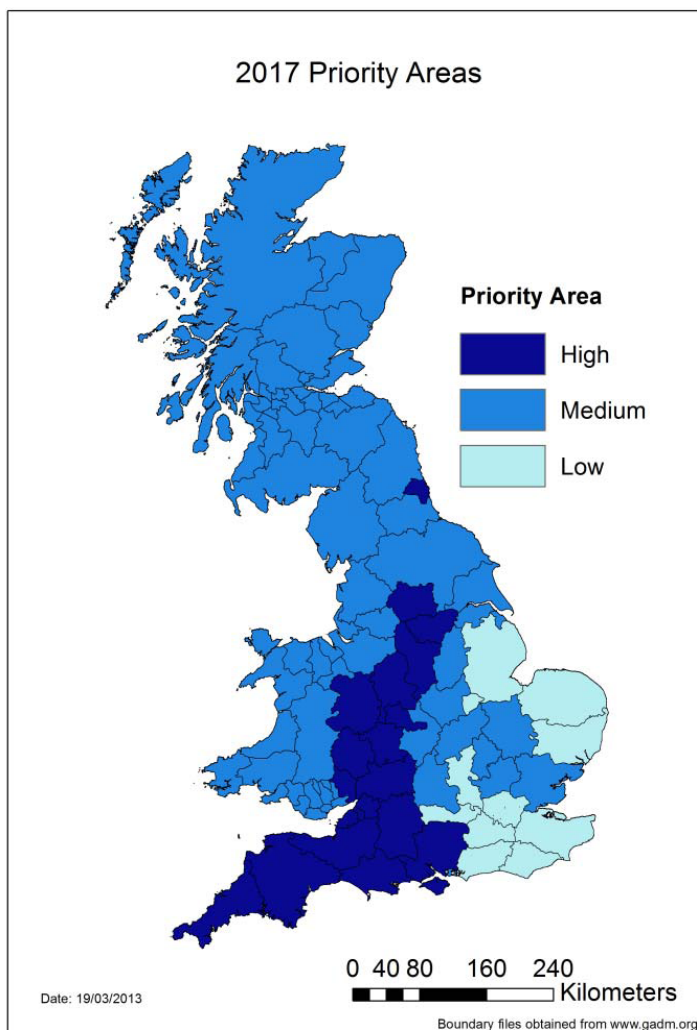 2017 Priority Areas
Priority Area
High
Medium
Low
0 40 80 160 240
Kilometers
Date: 19/03/2013
Boundary files obtained from www.gadm.org